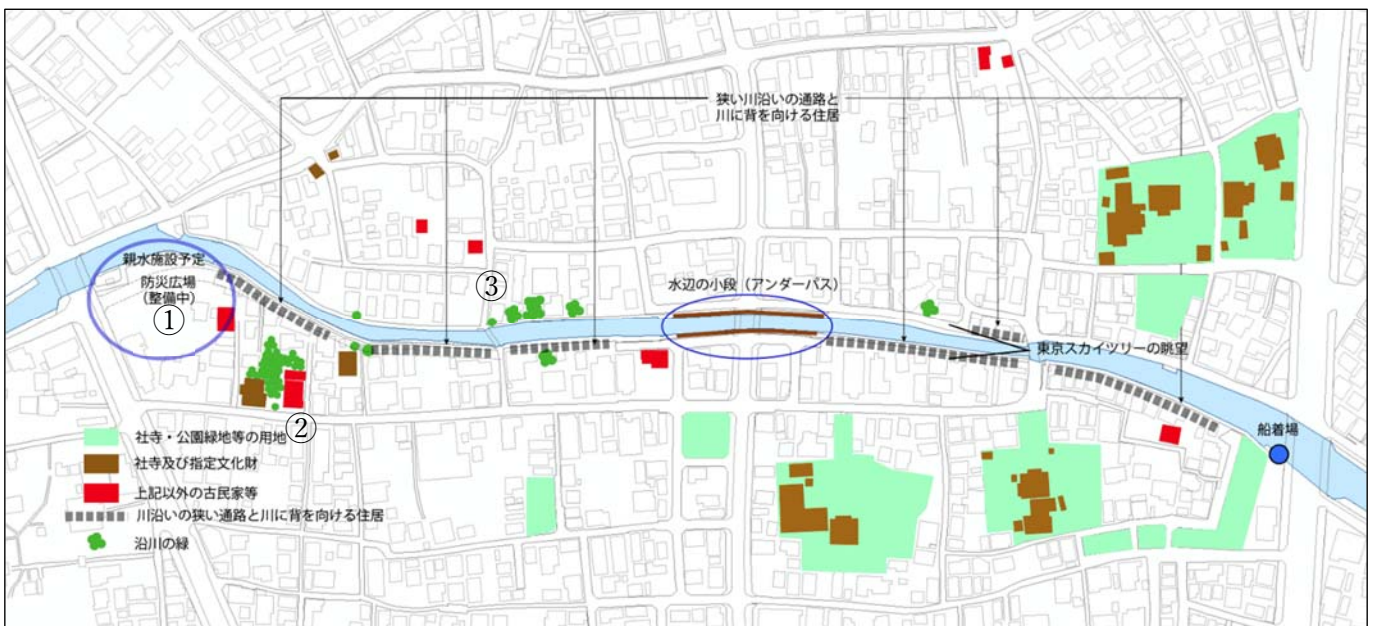 狭い川沿いの通路と
川に背を向ける住居
親水施設予定
防災広場
（整備中）
①
③
水辺の小段（アンダーパス）
東京スカイツリーの眺望
②
船着場
社寺・公園緑地等の用地
社寺及び指定文化財
上記以外の古民家等
川沿いの狭い通路と川に背を向ける住居
沿川の緑